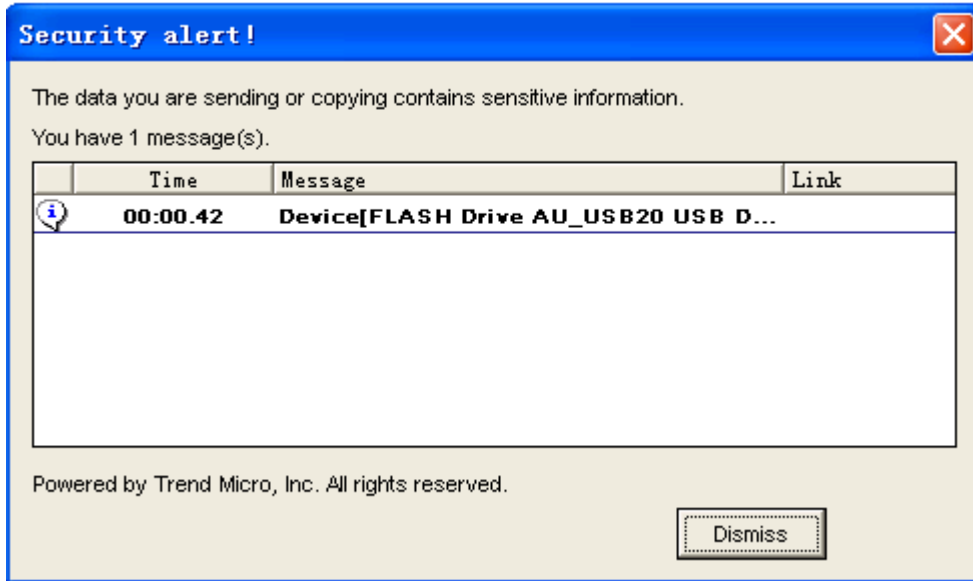 Security alert!
The data you are sending or copying contains sensitive information.
You have 1 message(s).
Time Message Link
00:00.42 Device[FLASH Drive AU_USB20 USB D...
Powered by Trend Micro, Inc. All rights reserved.
Dismiss